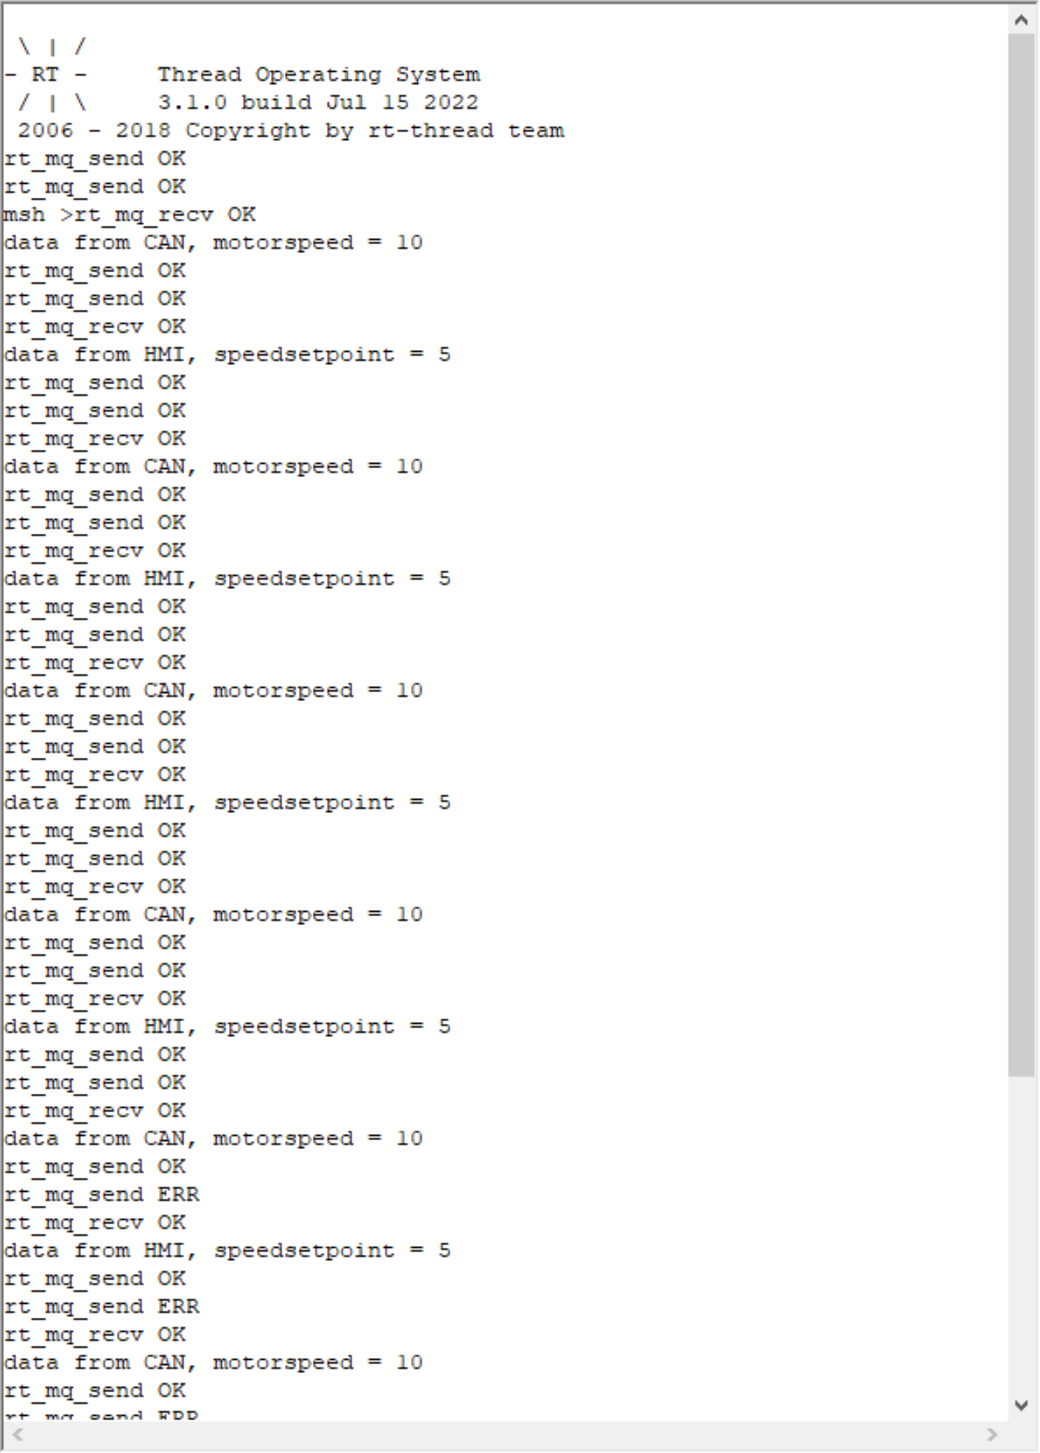 \ | /
- RT -     Thread Operating System
 / | \     3.1.0 build Jul 15 2022
 2006 - 2018 Copyright by rt-thread team
rt_mq_send OK
rt_mq_send OK
msh >rt_mq_recv OK
data from CAN, motorspeed = 10
rt_mq_send OK
rt_mq_send OK
rt_mq_recv OK
data from HMI, speedsetpoint = 5
rt_mq_send OK
rt_mq_send OK
rt_mq_recv OK
data from CAN, motorspeed = 10
rt_mq_send OK
rt_mq_send OK
rt_mq_recv OK
data from HMI, speedsetpoint = 5
rt_mq_send OK
rt_mq_send OK
rt_mq_recv OK
data from CAN, motorspeed = 10
rt_mq_send OK
rt_mq_send OK
rt_mq_recv OK
data from HMI, speedsetpoint = 5
rt_mq_send OK
rt_mq_send OK
rt_mq_recv OK
data from CAN, motorspeed = 10
rt_mq_send OK
rt_mq_send OK
rt_mq_recv OK
data from HMI, speedsetpoint = 5
rt_mq_send OK
rt_mq_send OK
rt_mq_recv OK
data from CAN, motorspeed = 10
rt_mq_send OK
rt_mq_send ERR
rt_mq_recv OK
data from HMI, speedsetpoint = 5
rt_mq_send OK
rt_mq_send ERR
rt_mq_recv OK
data from CAN, motorspeed = 10
rt_mq_send OK
rt_mq_send ERR